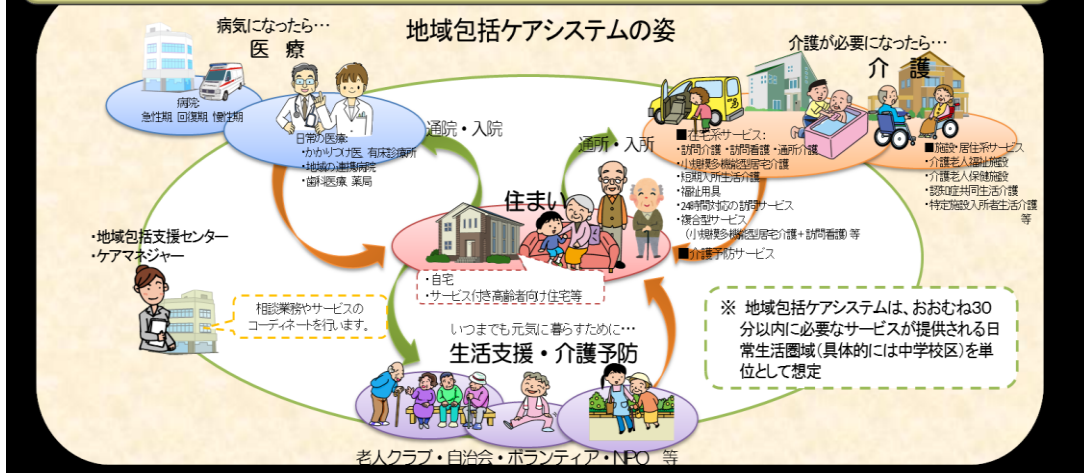 地域包括ケアシステムの姿
病気になったら…
医 療
病院:
急性期、回復期、慢性期
日常の医療:
・かかりつけ医、有床診療所
・地域の連携病院
・歯科医療、薬局
通院・入院
介護が必要になったら…
介 護
通所・入所
■在宅系サービス:
・訪問介護・訪問看護・通所介護
・小規模多機能型居宅介護
・短期入所生活介護
・福祉用具
・24時間対応の訪問サービス
・複合型サービス
(小規模多機能型居宅介護+訪問看護)等
■介護予防サービス
■施設・居住系サービス
・介護老人福祉施設
・介護老人保健施設
・認知症共同生活介護
・特定施設入所者生活介護
等
住まい
・自宅
・サービス付き高齢者向け住宅等
・地域包括支援センター
・ケアマネジャー
相談業務やサービスの
コーディネートを行います。
いつまでも元気に暮らすために…
生活支援・介護予防
老人クラブ・自治会・ボランティア・NPO 等
※ 地域包括ケアシステムは、おおむね30
分以内に必要なサービスが提供される日
常生活圏域(具体的には中学校区)を単
位として想定